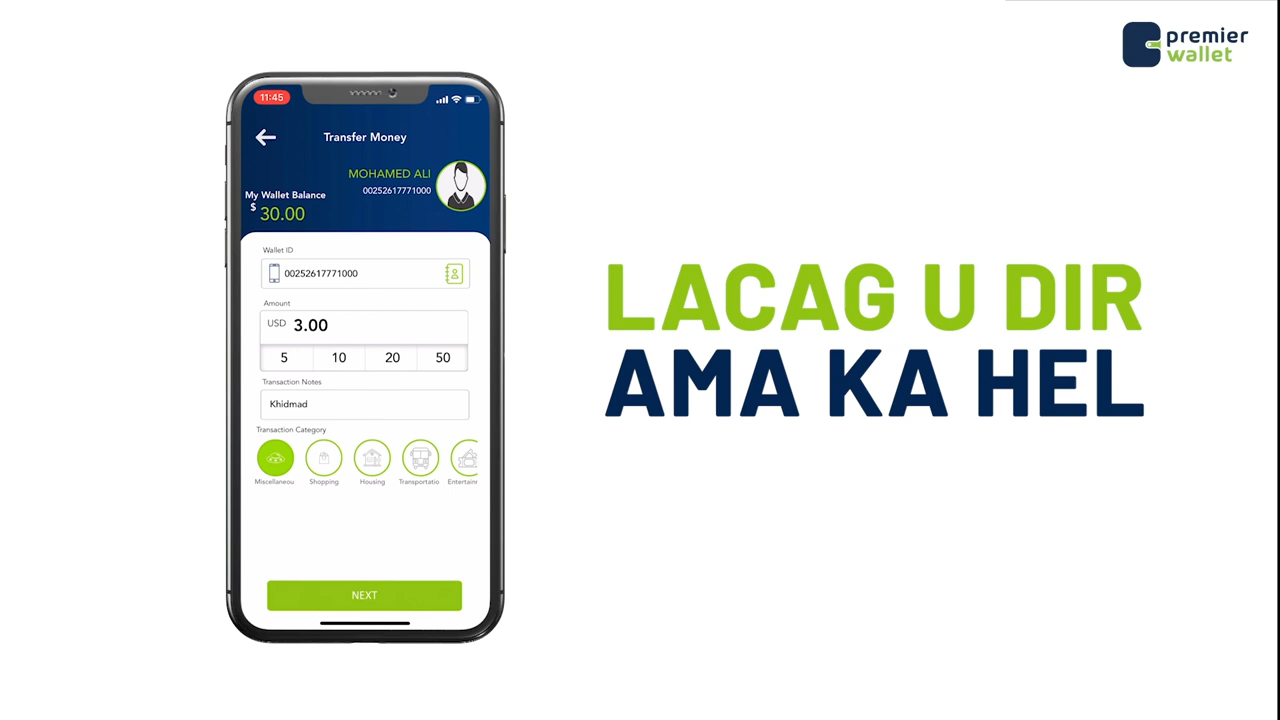 premier
wallet
11:45
Transfer Money
MOHAMED ALI
00252617771000
My Wallet Balance
$ 30.00
Wallet ID
00252617771000
Amount
USD 3.00
5 10 20 50
Transaction Notes
Khidmad
Transaction Category
Miscellaneou Shopping Housing Transportatio Entertainr
NEXT
LACAG U DIR
AMA KA HEL